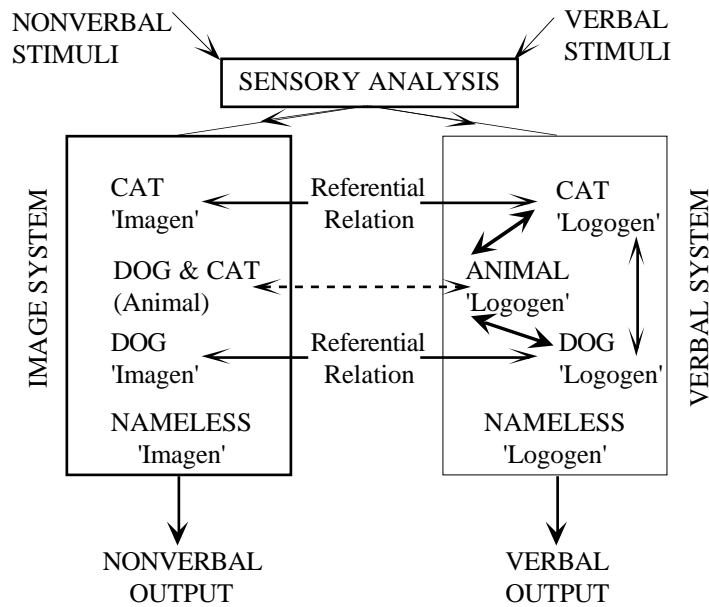 NONVERBAL
STIMULI
VERBAL
STIMULI
SENSORY ANALYSIS
IMAGE SYSTEM
CAT
'Imagen'
DOG & CAT
(Animal)
DOG
'Imagen'
NAMELESS
'Imagen'
Referential
Relation
Referential
Relation
CAT
'Logogen'
ANIMAL
'Logogen'
DOG
'Logogen'
NAMELESS
'Logogen'
VERBAL SYSTEM
NONVERBAL
OUTPUT
VERBAL
OUTPUT